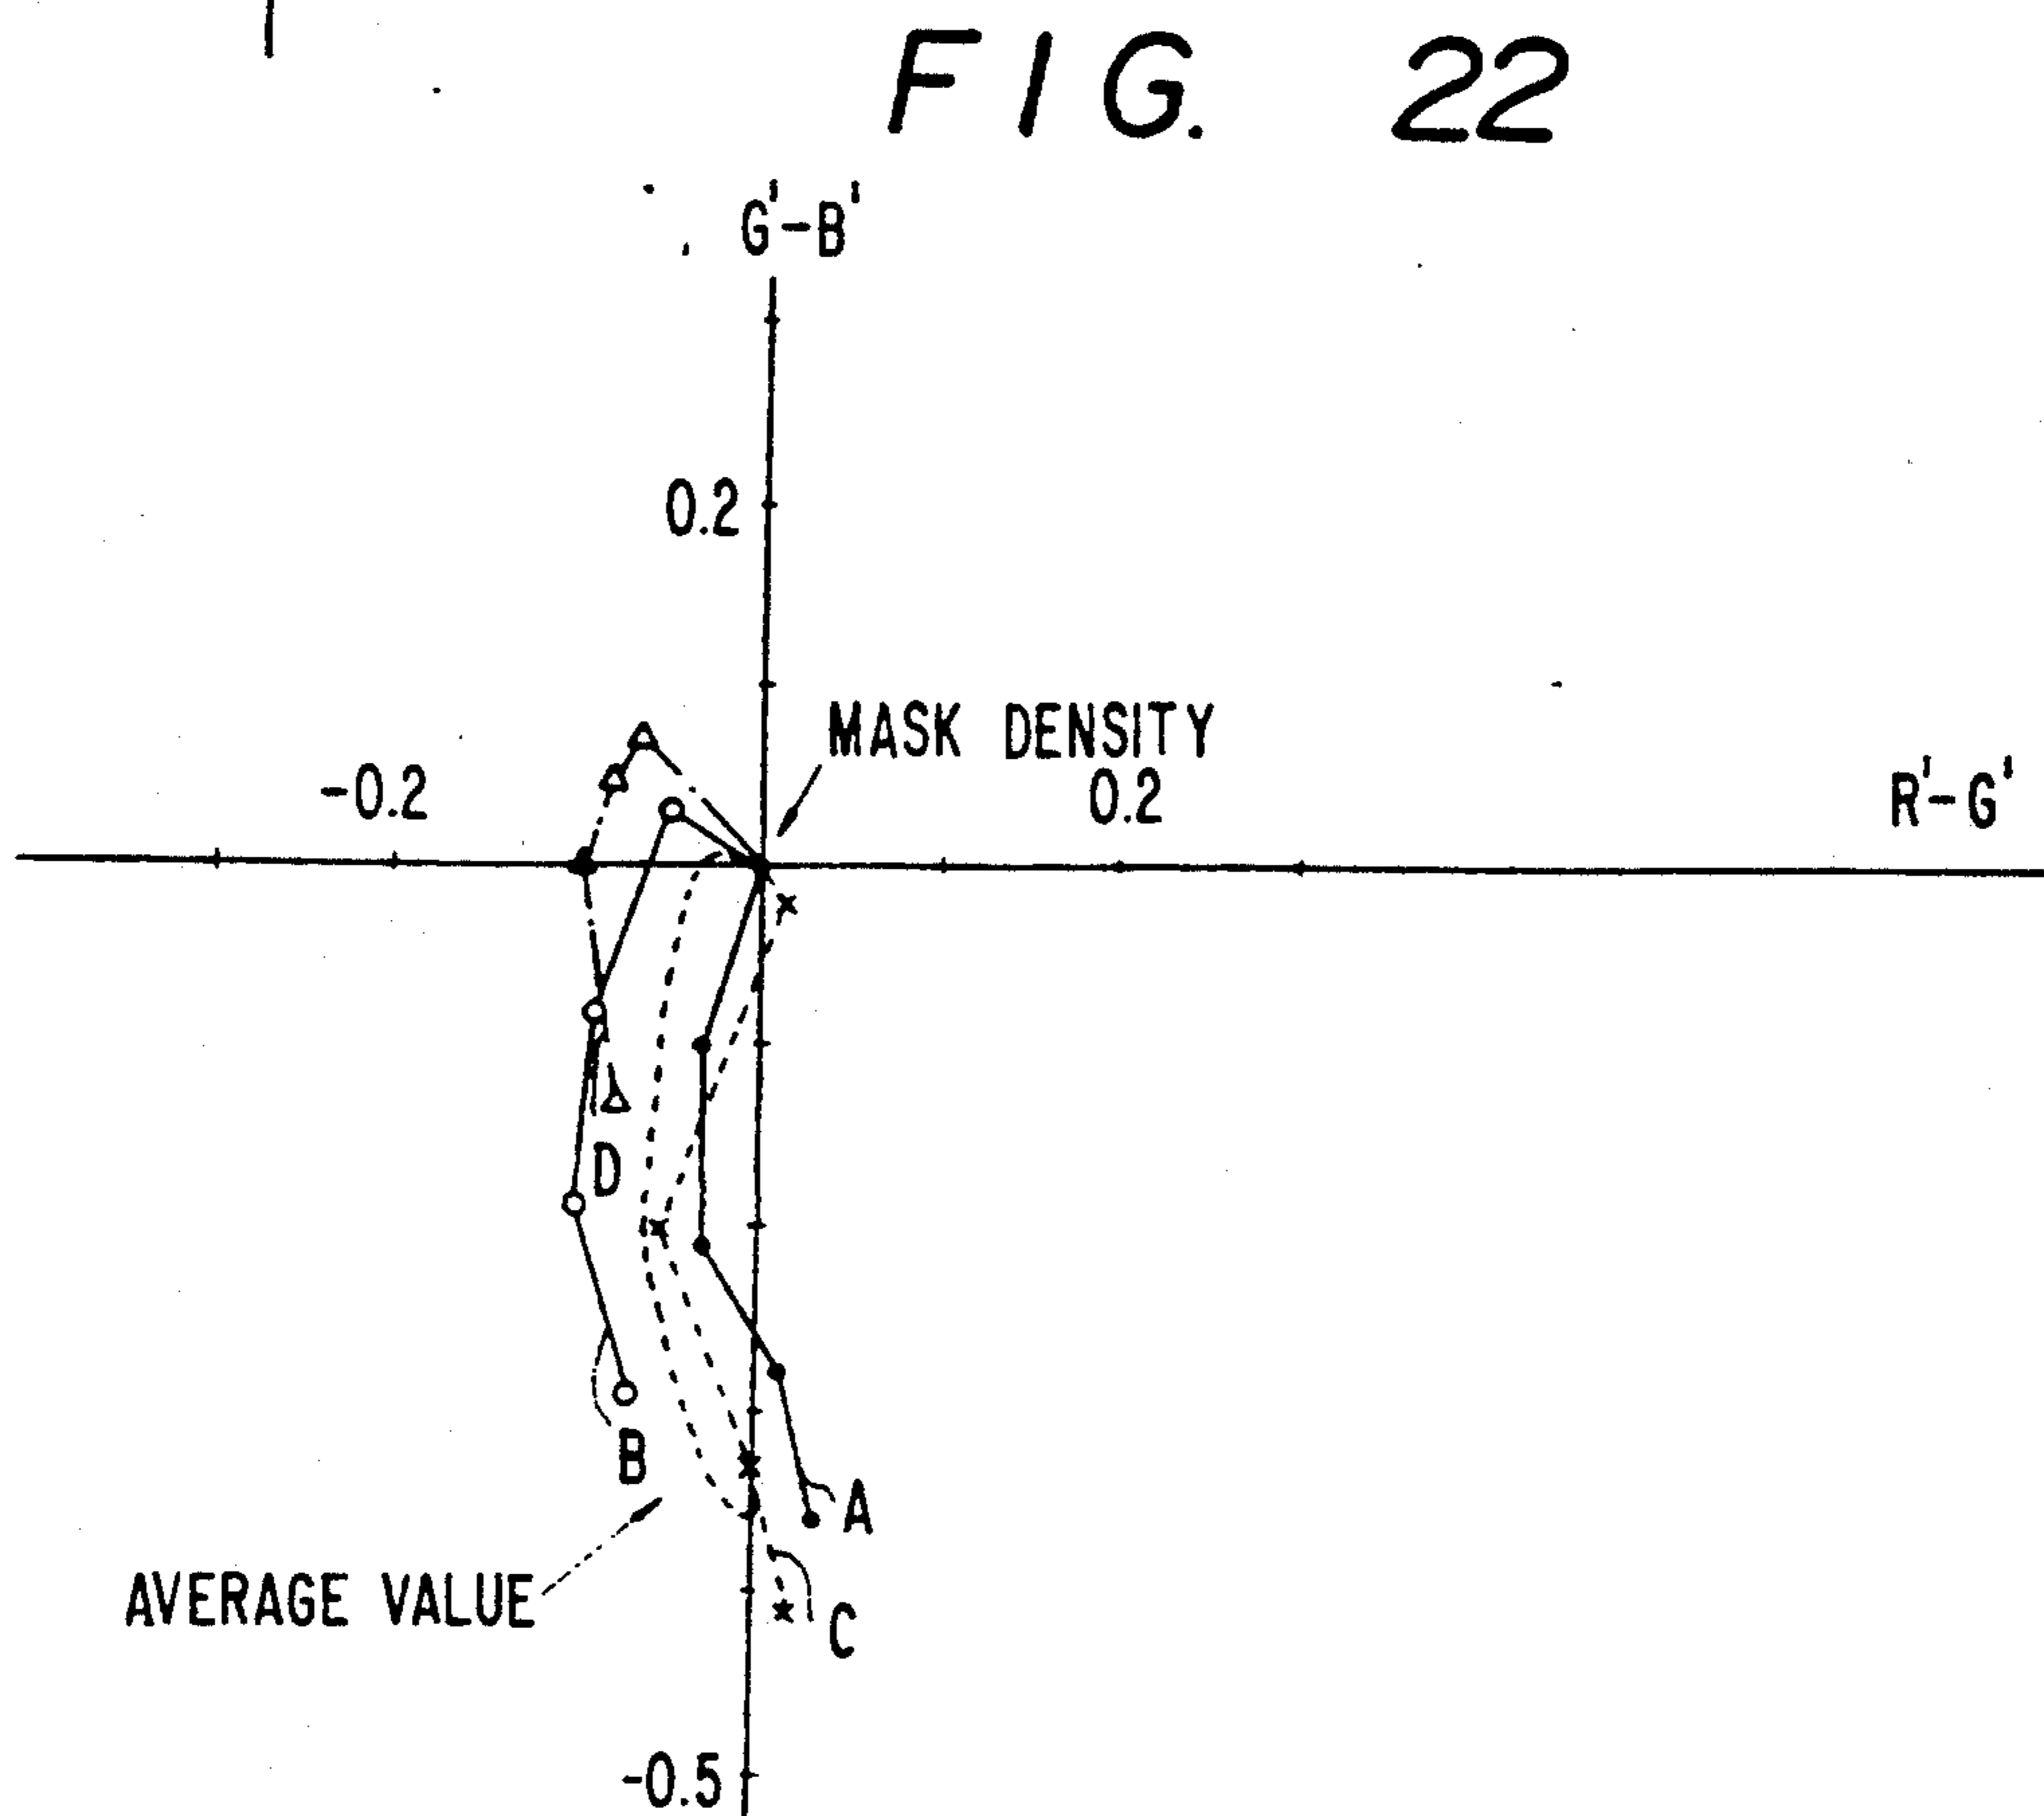 FIG. 22
G'-B'
0.2
MASK DENSITY
-0.2
0.2
R'-G'
D
B
A
AVERAGE VALUE
C
-0.5